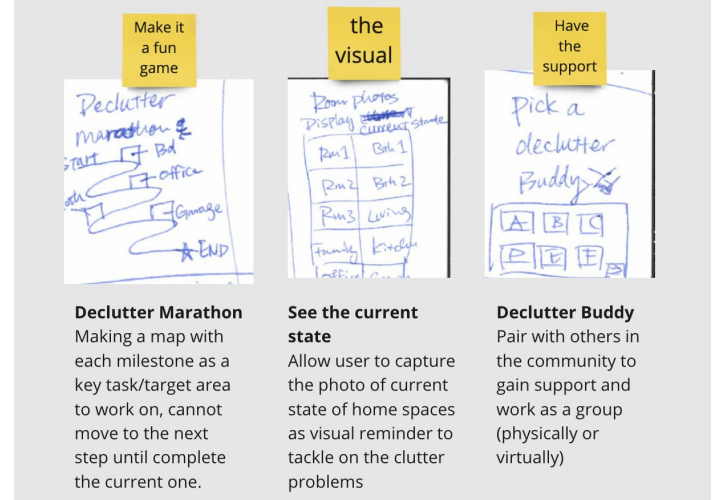 Make it
a fun
game
Declutter
Marathon
START
Bd
Office
Garage
END
Declutter Marathon
Making a map with
each milestone as a
key task/target area
to work on, cannot
move to the next
step until complete
the current one.
the
visual
Room photos
Display
Current State
Rm1 Bth 1
Rm2 Bth 2
Rm3 Living
Family Kitchen
office
See the current
state
Allow user to capture
the photo of current
state of home spaces
as visual reminder to
tackle on the clutter
problems
Have
the
support
Pick a
declutter
Buddy
A B C
D E
Declutter Buddy
Pair with others in
the community to
gain support and
work as a group
(physically or
virtually)